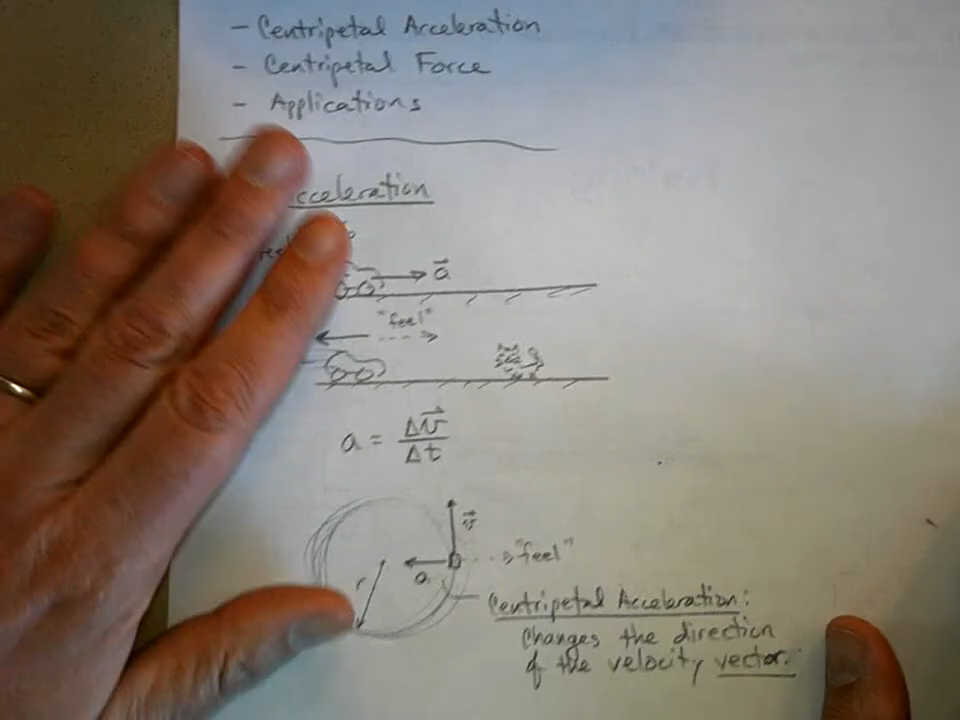 - Centripetal Acceleration
- Centripetal Force
- Applications
cceleration
a
"feel"
a = Δv / Δt
v
"feel"
a
r
Centripetal Acceleration:
Changes the direction
of the velocity vector.